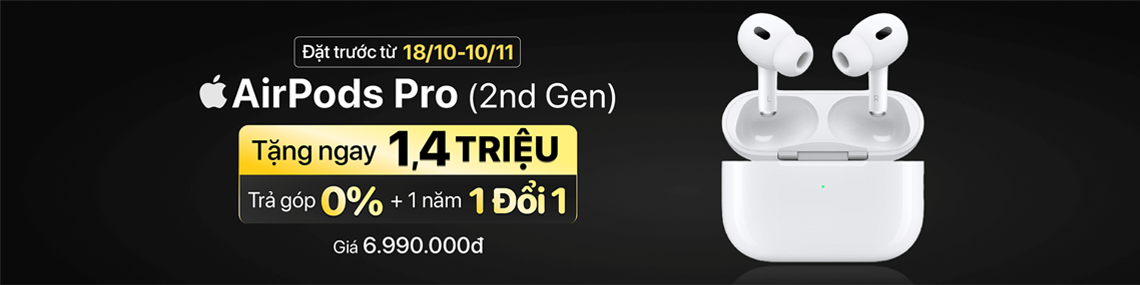 Đặt trước từ 18/10-10/11
AirPods Pro (2nd Gen)
Tặng ngay 1,4 TRIỆU
Trả góp 0% + 1 năm 1 Đổi 1
Giá 6.990.000đ